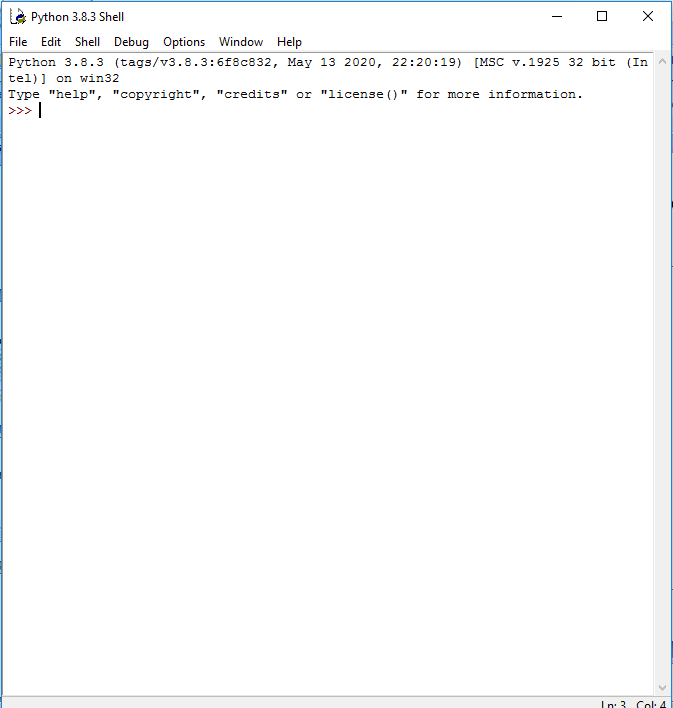 Python 3.8.3 Shell
File Edit Shell Debug Options Window Help
Python 3.8.3 (tags/v3.8.3:6f8c832, May 13 2020, 22:20:19) [MSC v.1925 32 bit (In
tel)] on win32
Type "help", "copyright", "credits" or "license()" for more information.
>>>
Ln: 3 Col: 4